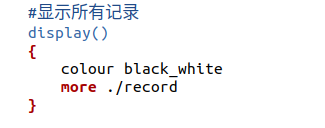 #显示所有记录
display()
{
    colour black_white
    more ./record
}